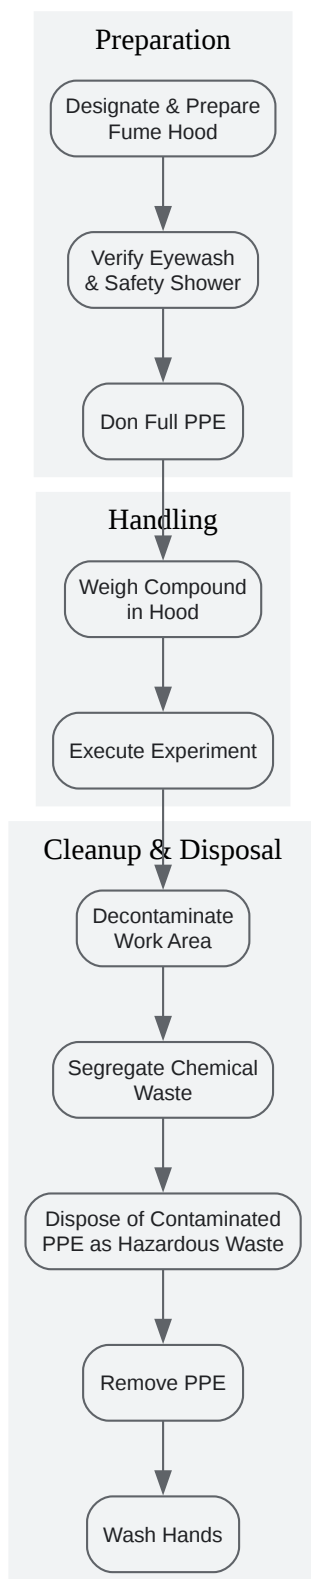 Preparation
Designate & Prepare
Fume Hood
Verify Eyewash
& Safety Shower
Don Full PPE
Handling
Weigh Compound
in Hood
Execute Experiment
Cleanup & Disposal
Decontaminate
Work Area
Segregate Chemical
Waste
Dispose of Contaminated
PPE as Hazardous Waste
Remove PPE
Wash Hands